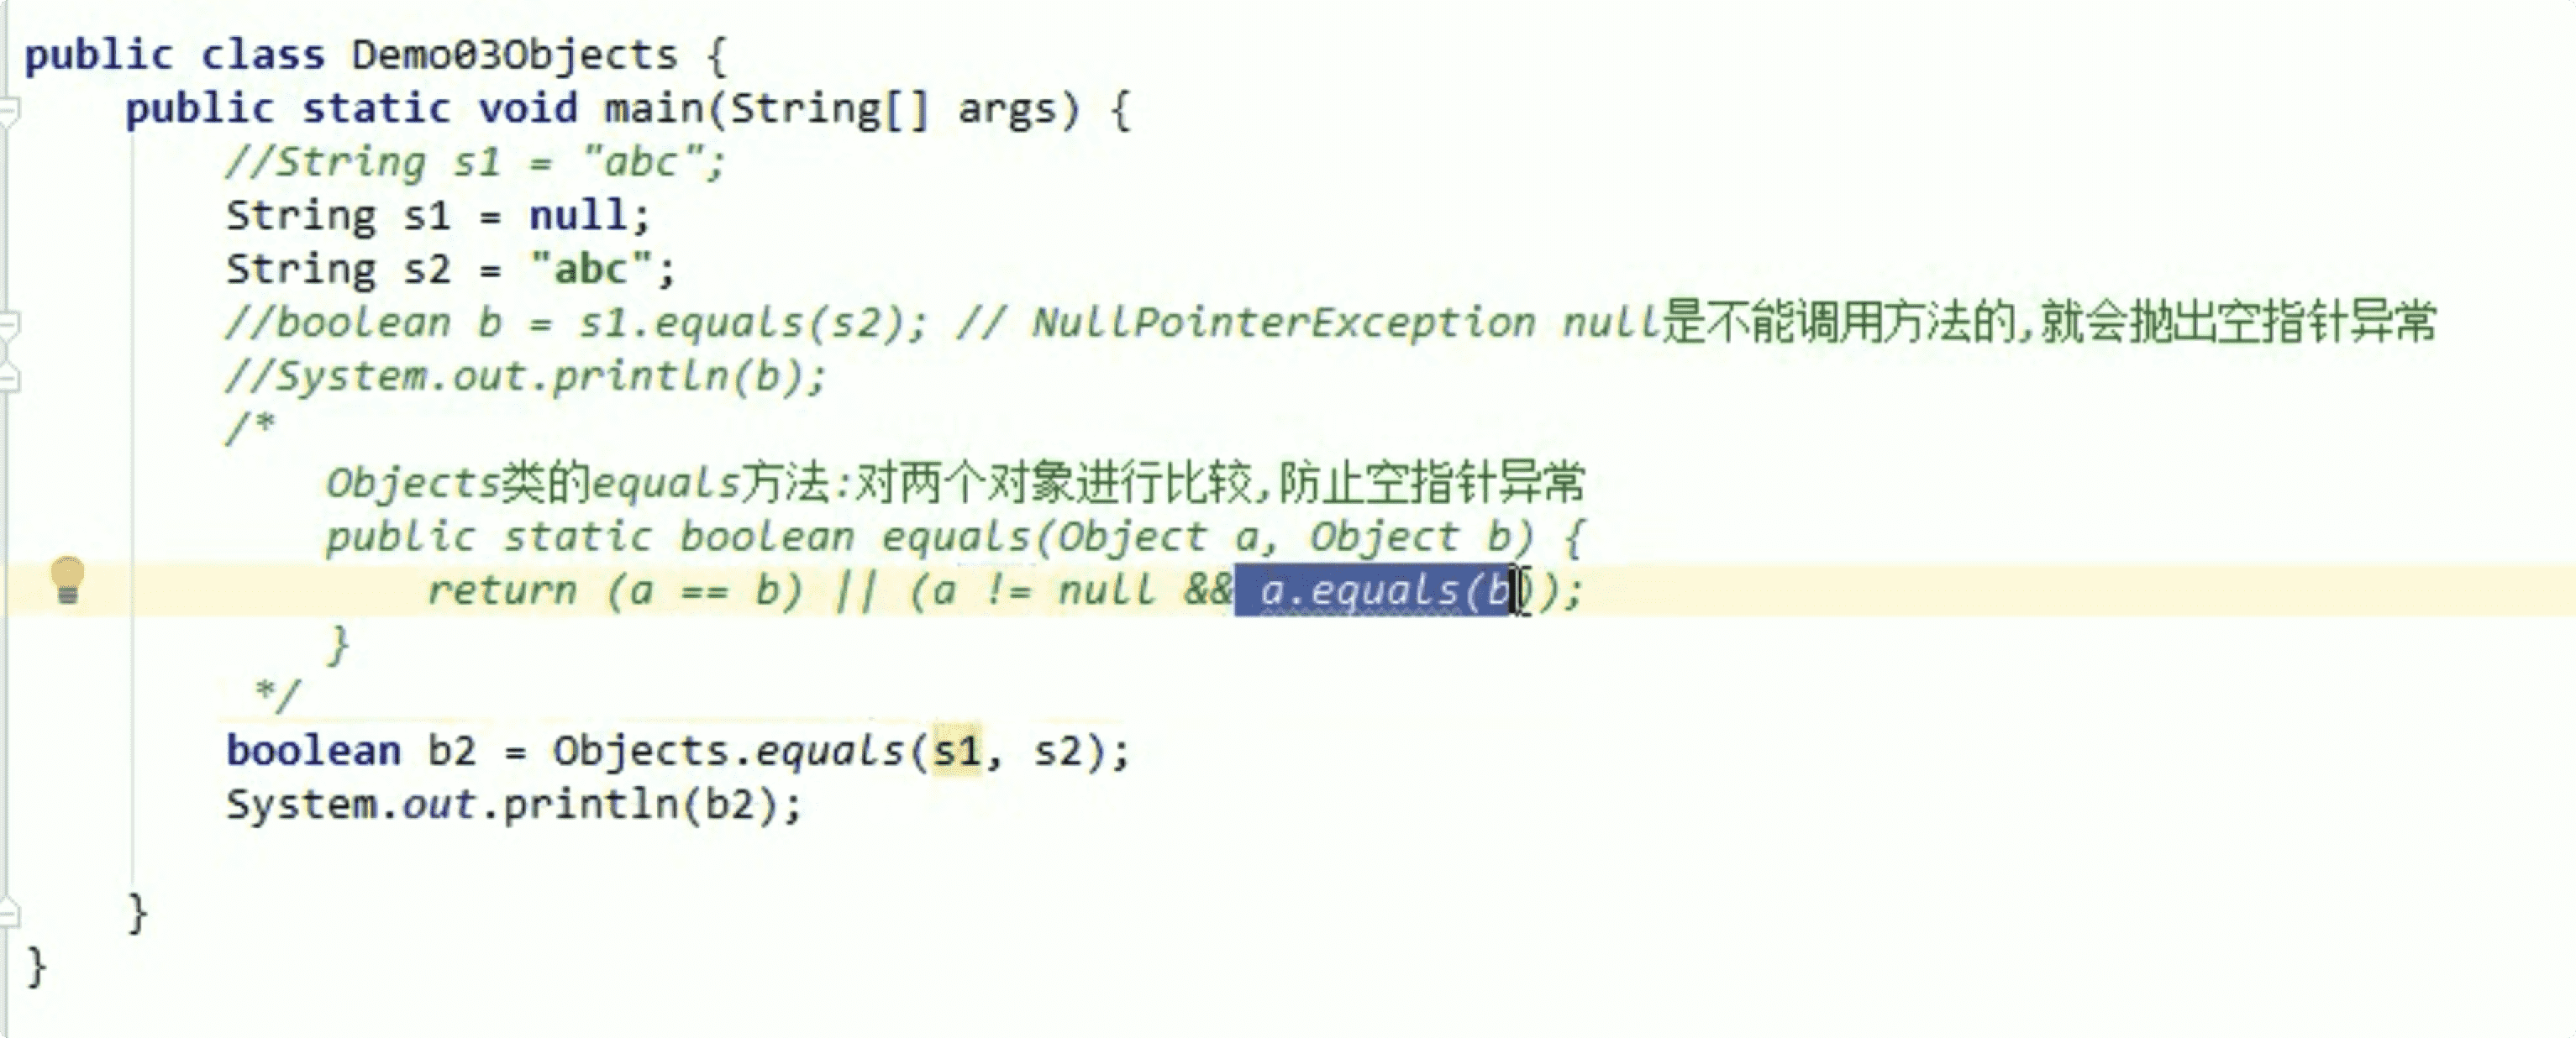 public class Demo03Objects {
    public static void main(String[] args) {
        //String s1 = "abc";
        String s1 = null;
        String s2 = "abc";
        //boolean b = s1.equals(s2); // NullPointerException null是不能调用方法的,就会抛出空指针异常
        //System.out.println(b);
        /*
            Objects类的equals方法:对两个对象进行比较,防止空指针异常
            public static boolean equals(Object a, Object b) {
                return (a == b) || (a != null && a.equals(b));
            }
         */
        boolean b2 = Objects.equals(s1, s2);
        System.out.println(b2);
    }
}